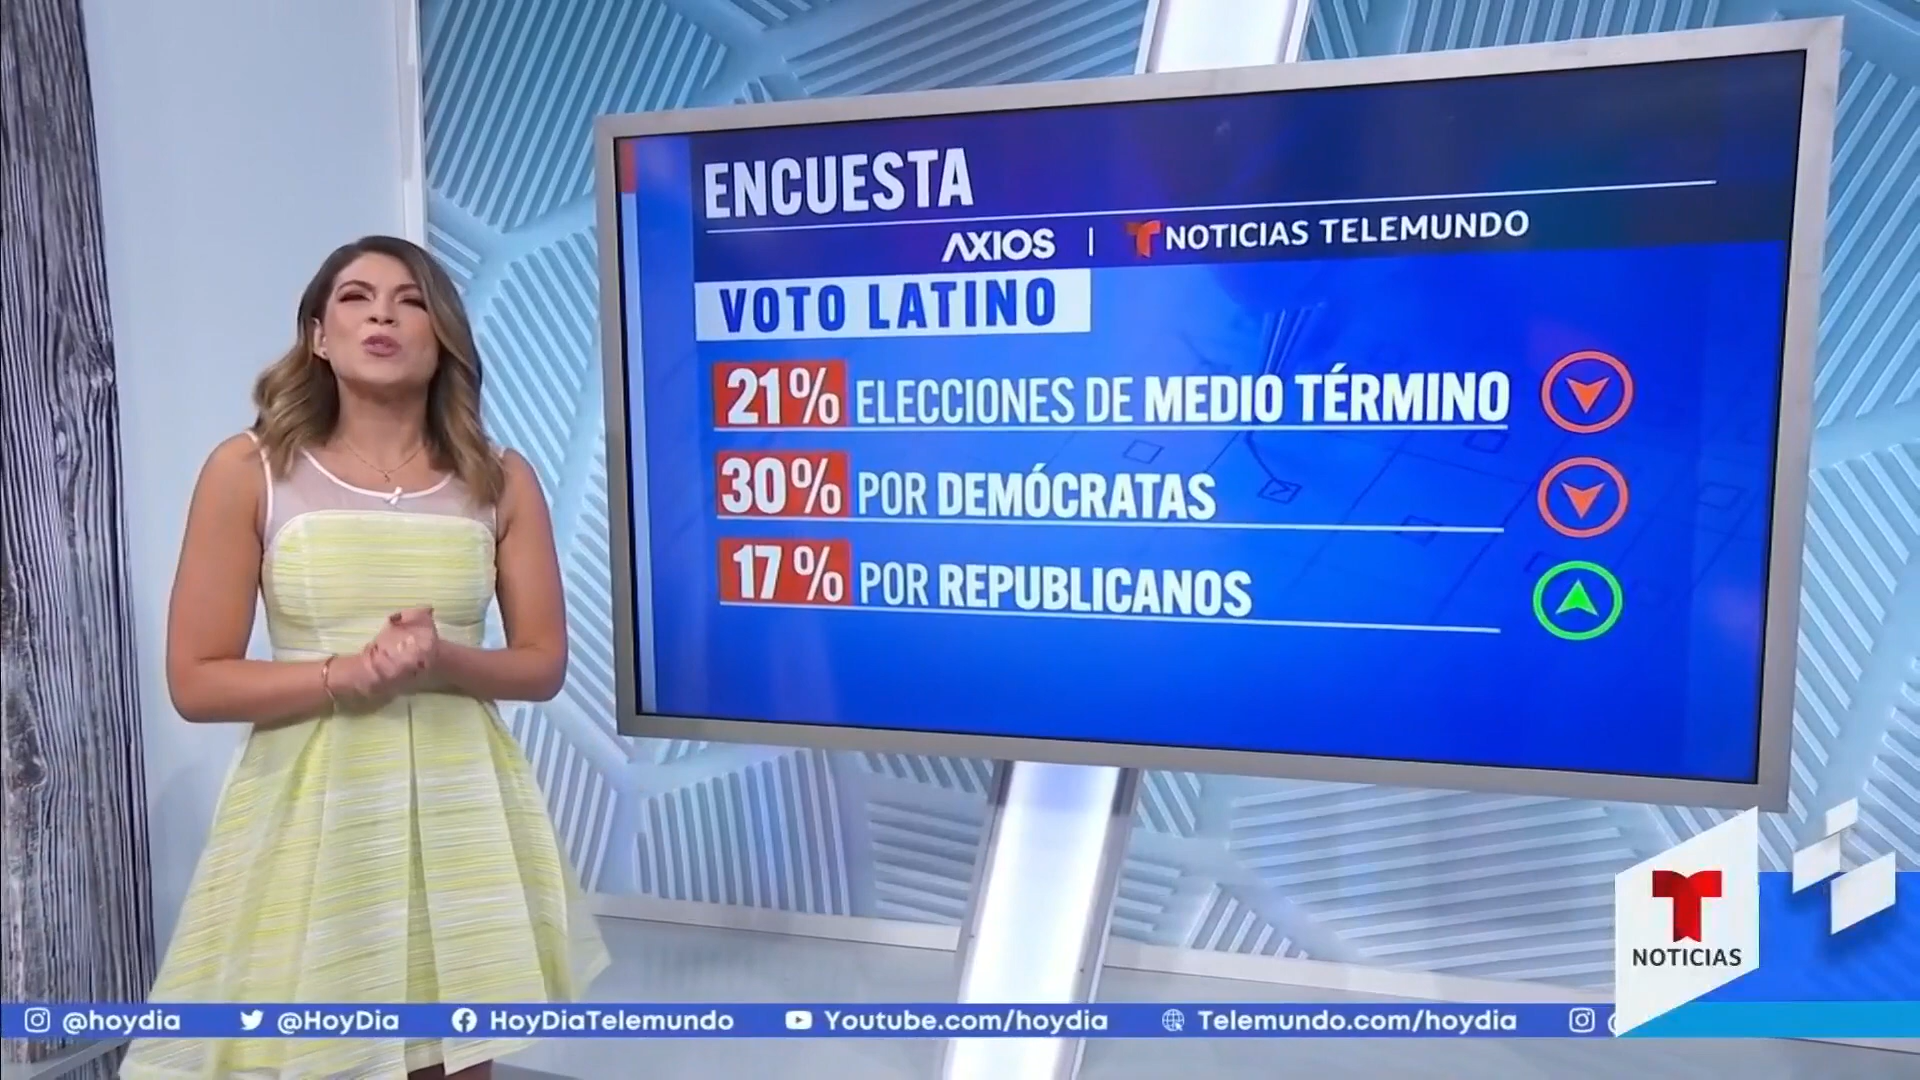 ENCUESTA
AXIOS | NOTICIAS TELEMUNDO
VOTO LATINO
21% ELECCIONES DE MEDIO TÉRMINO
30% POR DEMÓCRATAS
17% POR REPUBLICANOS
NOTICIAS
@hoydia @HoyDia HoyDiaTelemundo Youtube.com/hoydia Telemundo.com/hoydia